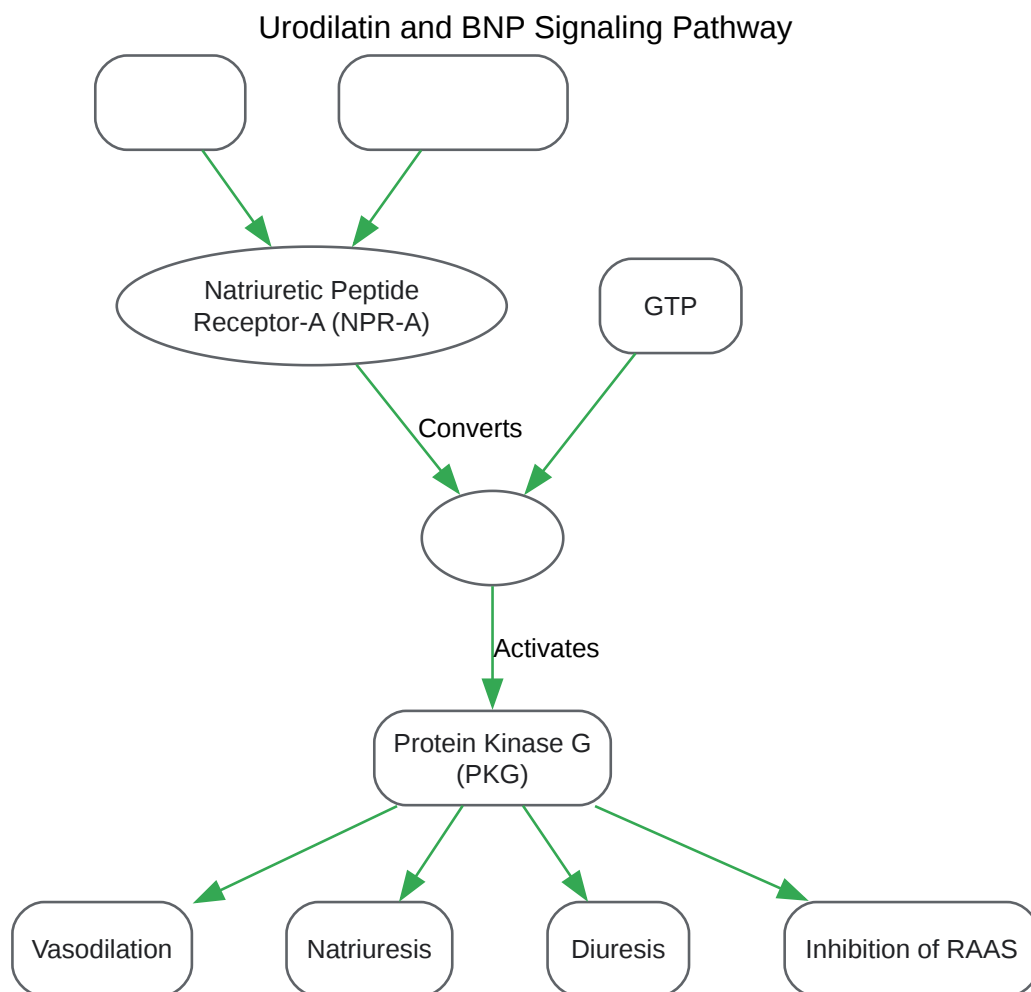 Urodilatin and BNP Signaling Pathway
Natriuretic Peptide
Receptor-A (NPR-A)
GTP
Converts
Activates
Protein Kinase G
(PKG)
Vasodilation
Natriuresis
Diuresis
Inhibition of RAAS